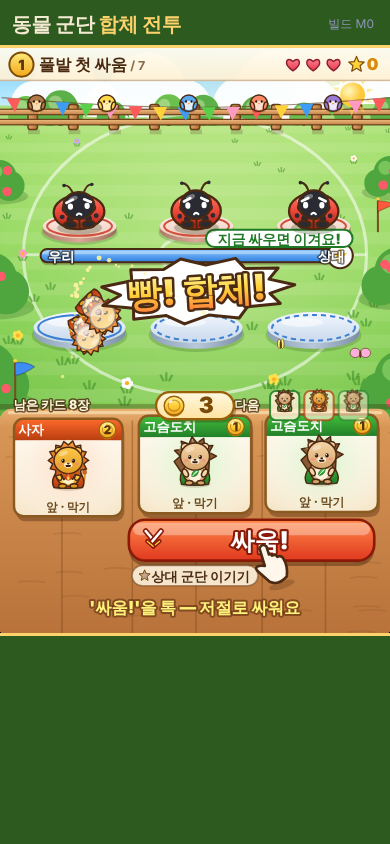 동물 군단 합체 전투
빌드 M0
1 풀발 첫 싸움 / 7
0
지금 싸우면 이겨요!
우리
상대
빵! 합체!
남은 카드 8장
3
다음
사자 2
고슴도치 1
고슴도치 1
앞 · 막기
앞 · 막기
앞 · 막기
싸움!
상대 군단 이기기
'싸움!'을 톡 — 저절로 싸워요